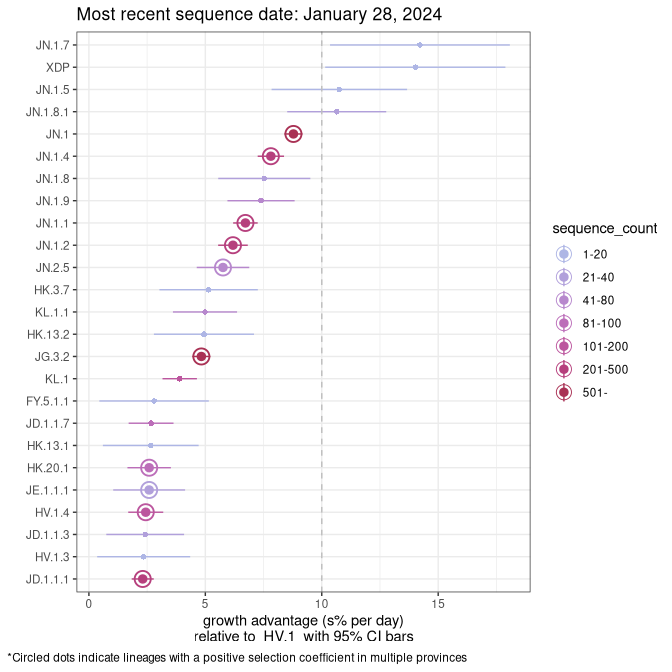 Most recent sequence date: January 28, 2024
JN.1.7
XDP
JN.1.5
JN.1.8.1
JN.1
JN.1.4
JN.1.8
JN.1.9
JN.1.1
JN.1.2
JN.2.5
HK.3.7
KL.1.1
HK.13.2
JG.3.2
KL.1
FY.5.1.1
JD.1.1.7
HK.13.1
HK.20.1
JE.1.1.1
HV.1.4
JD.1.1.3
HV.1.3
JD.1.1.1
0 5 10 15
growth advantage (s% per day)
relative to HV.1 with 95% CI bars
sequence_count
1-20
21-40
41-80
81-100
101-200
201-500
501-
*Circled dots indicate lineages with a positive selection coefficient in multiple provinces